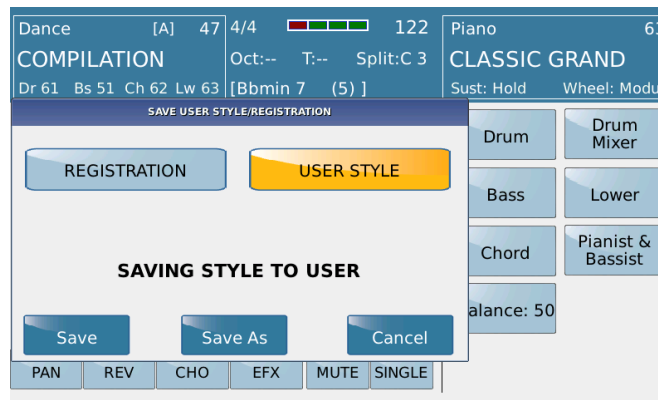 Dance [A] 47
COMPILATION
Dr 61 Bs 51 Ch 62 Lw 63
4/4 122
Oct:-- T:-- Split:C 3
[Bbmin 7 (5) ]
Piano
CLASSIC GRAND
Sust: Hold Wheel: Modu
SAVE USER STYLE/REGISTRATION
REGISTRATION
USER STYLE
SAVING STYLE TO USER
Save
Save As
Cancel
Drum
Drum
Mixer
Bass
Lower
Chord
Pianist &
Bassist
alance: 50
PAN
REV
CHO
EFX
MUTE
SINGLE